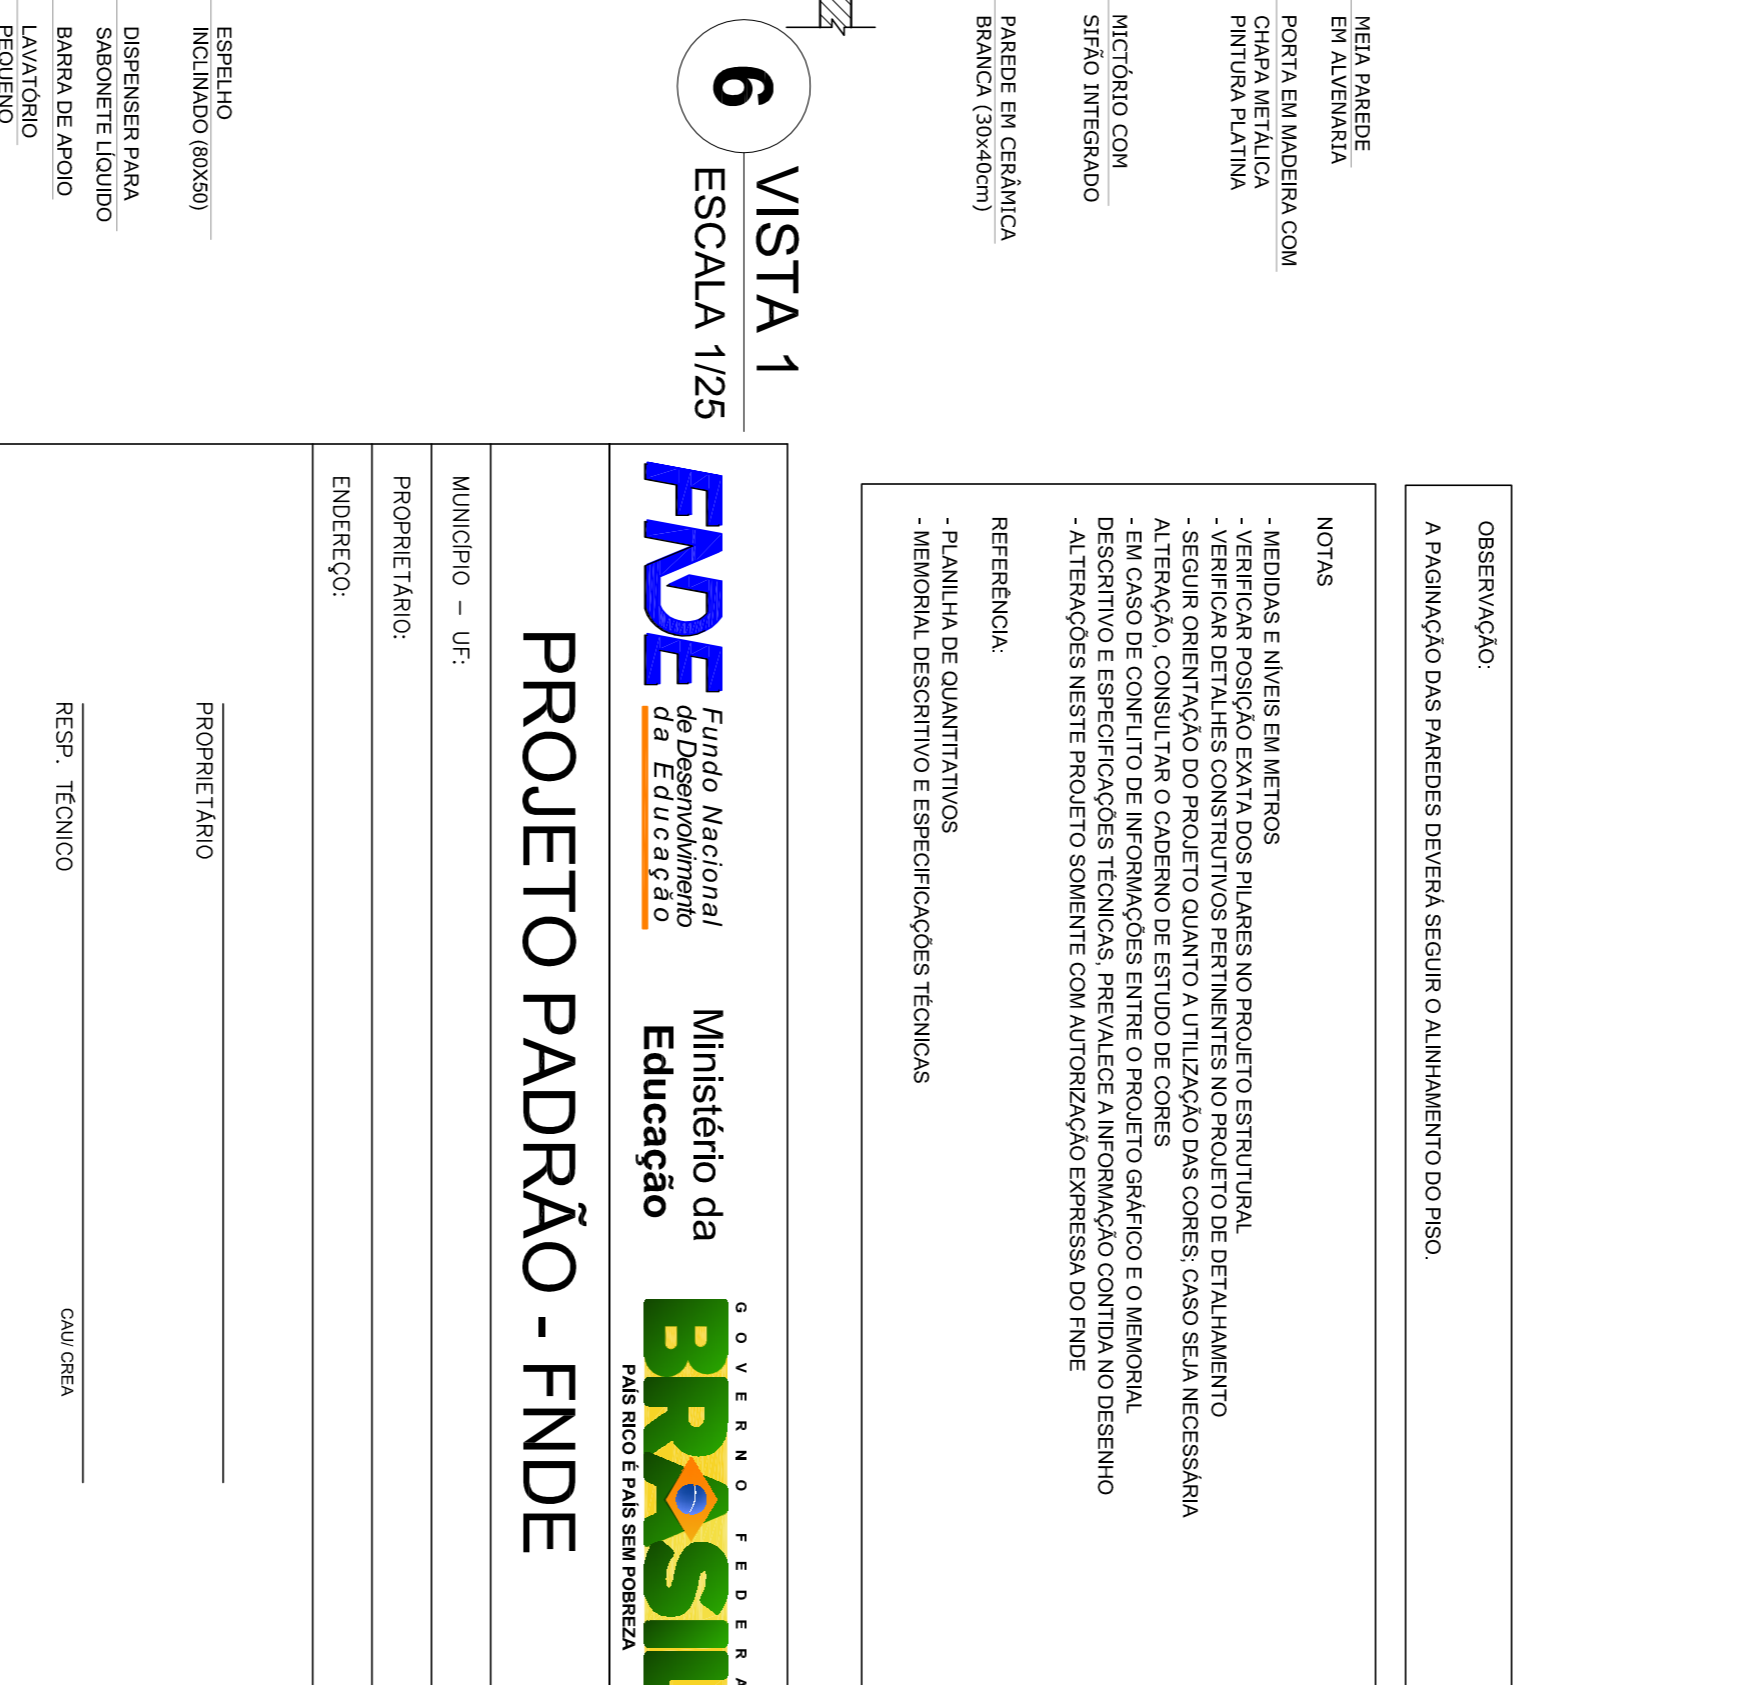 MEIA PAREDE
EM ALVENARIA
PORTA EM MADEIRA COM
CHAPA METÁLICA
PINTURA PLATINA
MICTÓRIO COM
SIFÃO INTEGRADO
PAREDE EM CERÂMICA
BRANCA (30x40cm)
6
VISTA 1
ESCALA 1/25
ESPELHO
INCLINADO (80X50)
DISPENSER PARA
SABONETE LÍQUIDO
BARRA DE APOIO
LAVATÓRIO
PEQUENO
OBSERVAÇÃO:
A PAGINAÇÃO DAS PAREDES DEVERÁ SEGUIR O ALINHAMENTO DO PISO.
NOTAS
- MEDIDAS E NÍVEIS EM METROS
- VERIFICAR POSIÇÃO EXATA DOS PILARES NO PROJETO ESTRUTURAL
- VERIFICAR DETALHES CONSTRUTIVOS PERTINENTES NO PROJETO DE DETALHAMENTO
- SEGUIR ORIENTAÇÃO DO PROJETO QUANTO A UTILIZAÇÃO DAS CORES; CASO SEJA NECESSÁRIA
ALTERAÇÃO, CONSULTAR O CADERNO DE ESTUDO DE CORES
- EM CASO DE CONFLITO DE INFORMAÇÕES ENTRE O PROJETO GRÁFICO E O MEMORIAL
DESCRITIVO E ESPECIFICAÇÕES TÉCNICAS, PREVALECE A INFORMAÇÃO CONTIDA NO DESENHO
- ALTERAÇÕES NESTE PROJETO SOMENTE COM AUTORIZAÇÃO EXPRESSA DO FNDE
REFERÊNCIA:
- PLANILHA DE QUANTITATIVOS
- MEMORIAL DESCRITIVO E ESPECIFICAÇÕES TÉCNICAS
FNDE
Fundo Nacional
de Desenvolvimento
da Educação
Ministério da
Educação
GOVERNO FEDERA
BRASIL
PAÍS RICO É PAÍS SEM POBREZA
PROJETO PADRÃO - FNDE
MUNICÍPIO – UF:
PROPRIETÁRIO:
ENDEREÇO:
PROPRIETÁRIO
RESP. TÉCNICO
CAU/ CREA